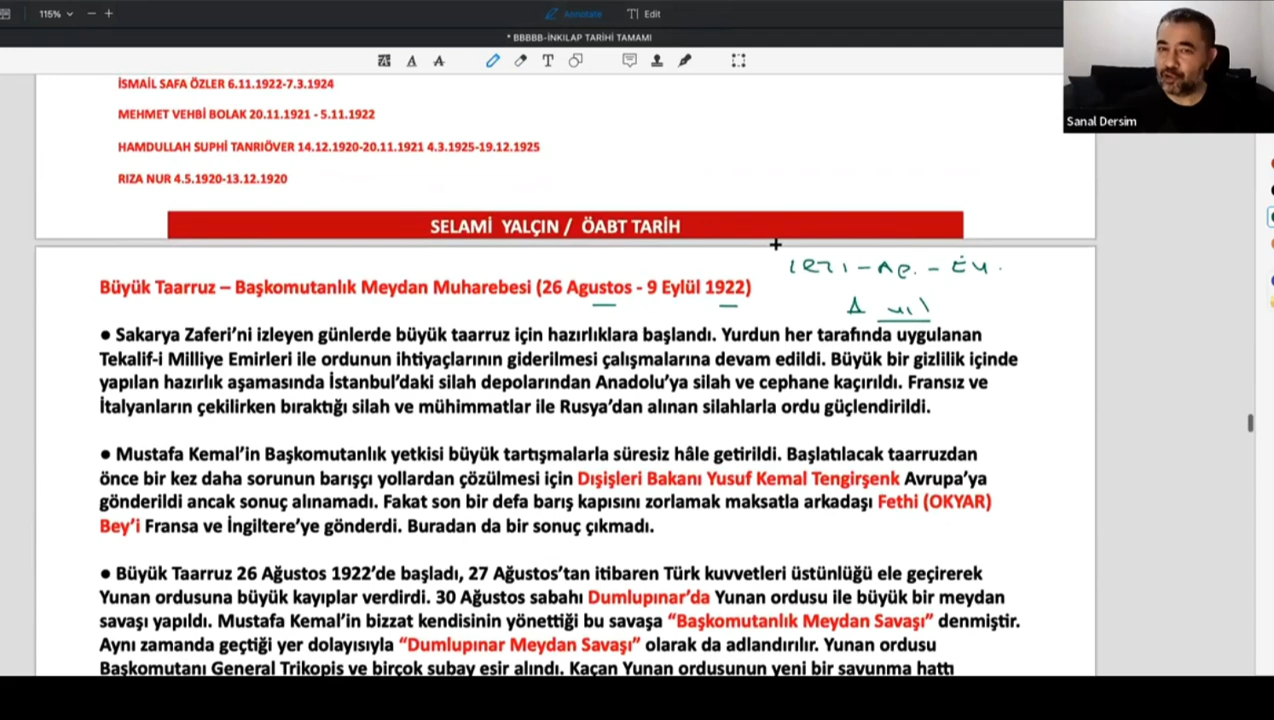 115%
Annotate
Edit
* BBBBB-İNKILAP TARİHİ TAMAMI
İSMAİL SAFA ÖZLER 6.11.1922-7.3.1924
MEHMET VEHBİ BOLAK 20.11.1921 - 5.11.1922
HAMDULLAH SUPHİ TANRIÖVER 14.12.1920-20.11.1921 4.3.1925-19.12.1925
RIZA NUR 4.5.1920-13.12.1920
Sanal Dersim
SELAMİ YALÇIN / ÖABT TARİH
Büyük Taarruz – Başkomutanlık Meydan Muharebesi (26 Agustos - 9 Eylül 1922)
● Sakarya Zaferi’ni izleyen günlerde büyük taarruz için hazırlıklara başlandı. Yurdun her tarafında uygulanan
Tekalif-i Milliye Emirleri ile ordunun ihtiyaçlarının giderilmesi çalışmalarına devam edildi. Büyük bir gizlilik içinde
yapılan hazırlık aşamasında İstanbul’daki silah depolarından Anadolu’ya silah ve cephane kaçırıldı. Fransız ve
İtalyanların çekilirken bıraktığı silah ve mühimmatlar ile Rusya’dan alınan silahlarla ordu güçlendirildi.
● Mustafa Kemal’in Başkomutanlık yetkisi büyük tartışmalarla süresiz hâle getirildi. Başlatılacak taarruzdan
önce bir kez daha sorunun barışçı yollardan çözülmesi için Dışişleri Bakanı Yusuf Kemal Tengirşenk Avrupa’ya
gönderildi ancak sonuç alınamadı. Fakat son bir defa barış kapısını zorlamak maksatla arkadaşı Fethi (OKYAR)
Bey’i Fransa ve İngiltere’ye gönderdi. Buradan da bir sonuç çıkmadı.
● Büyük Taarruz 26 Ağustos 1922’de başladı, 27 Ağustos’tan itibaren Türk kuvvetleri üstünlüğü ele geçirerek
Yunan ordusuna büyük kayıplar verdirdi. 30 Ağustos sabahı Dumlupınar’da Yunan ordusu ile büyük bir meydan
savaşı yapıldı. Mustafa Kemal’in bizzat kendisinin yönettiği bu savaşa “Başkomutanlık Meydan Savaşı” denmiştir.
Aynı zamanda geçtiği yer dolayısıyla “Dumlupınar Meydan Savaşı” olarak da adlandırılır. Yunan ordusu
Başkomutanı General Trikopis ve birçok subay esir alındı. Kaçan Yunan ordusunun yeni bir savunma hattı